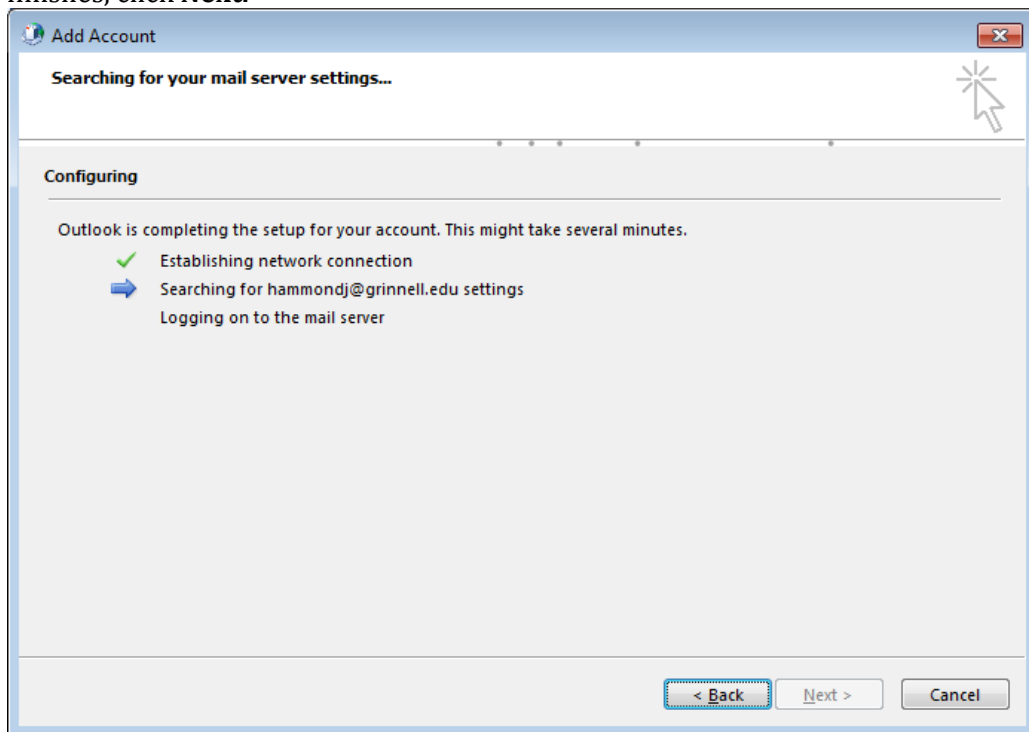 click
Add Account
Searching for your mail server settings...
Configuring
Outlook is completing the setup for your account. This might take several minutes.
Establishing network connection
Searching for hammondj@grinnell.edu settings
Logging on to the mail server
< Back
Next >
Cancel